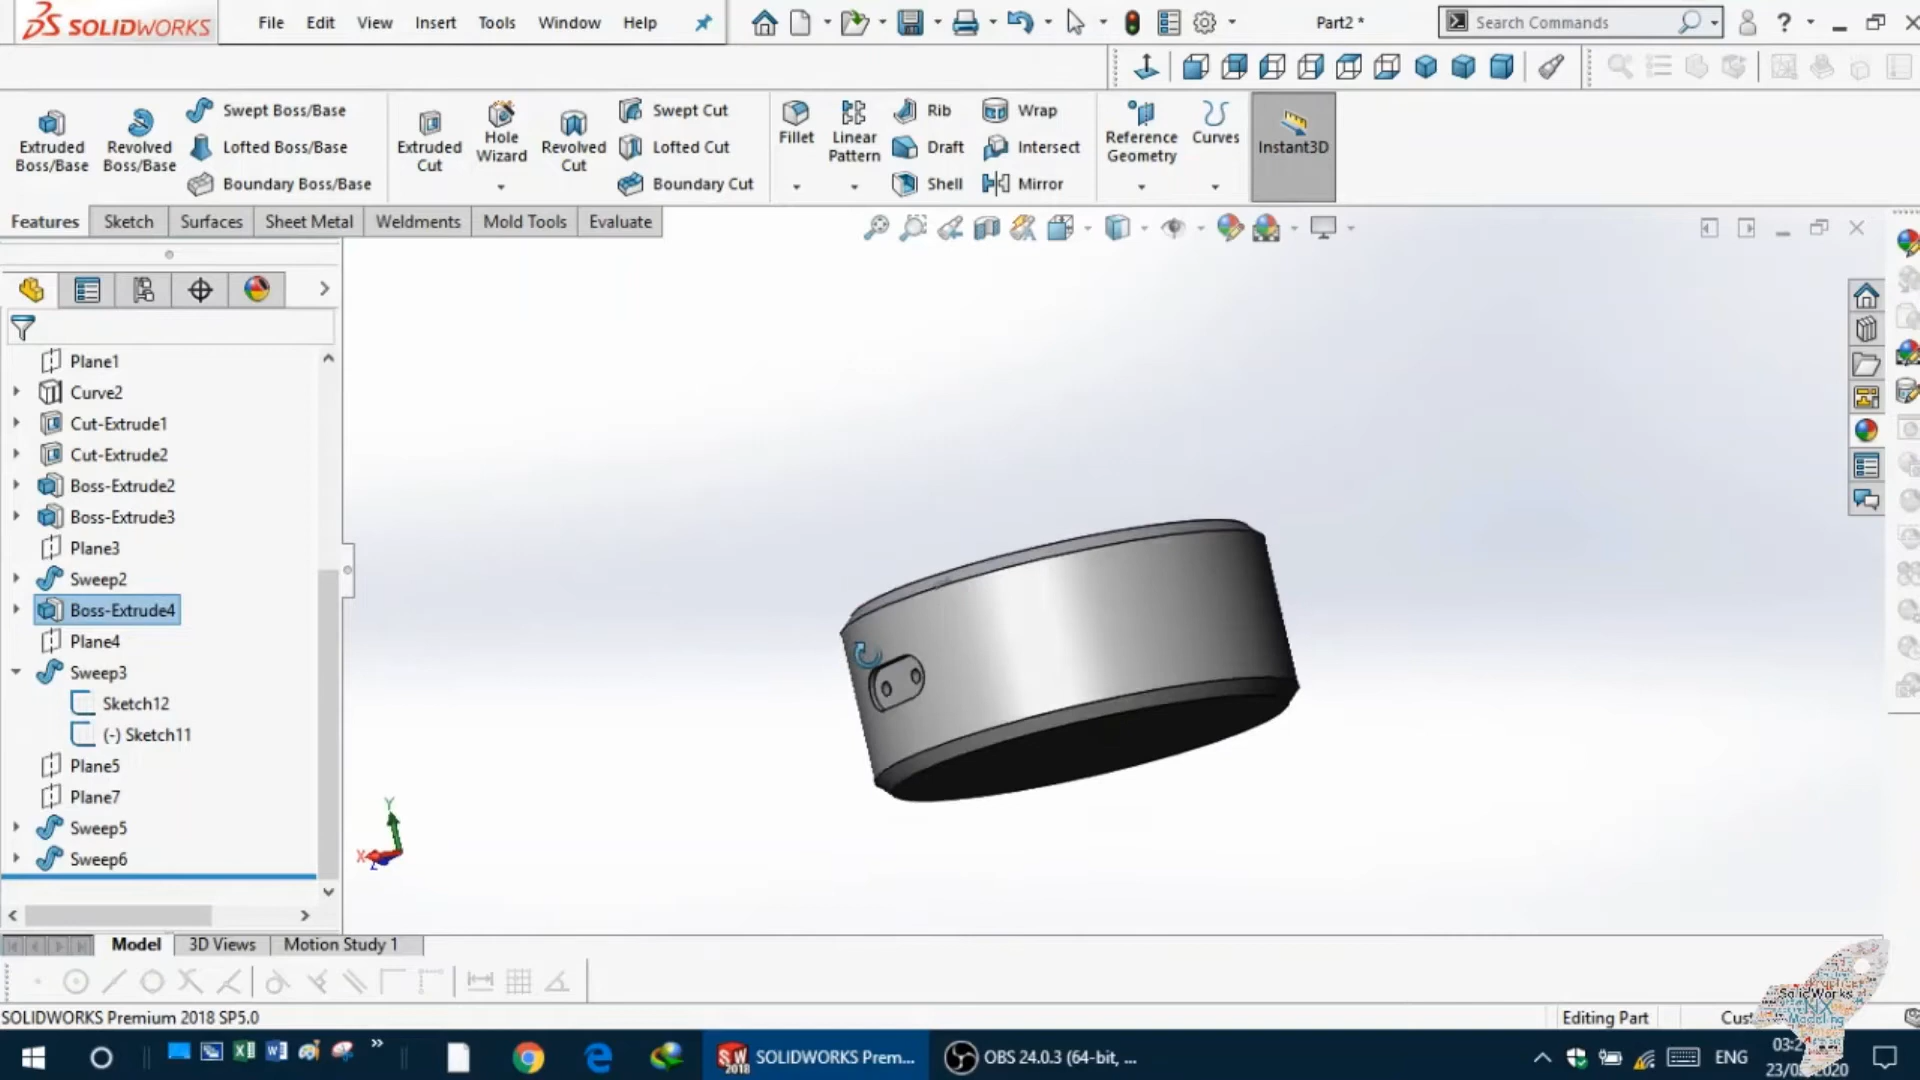 SOLIDWORKS File Edit View Insert Tools Window Help Part2 * Search Commands ?
Extruded Boss/Base
Revolved Boss/Base
Swept Boss/Base
Lofted Boss/Base
Boundary Boss/Base
Extruded Cut
Hole Wizard
Revolved Cut
Swept Cut
Lofted Cut
Boundary Cut
Fillet
Linear Pattern
Rib
Draft
Shell
Wrap
Intersect
Mirror
Reference Geometry
Curves
Instant3D
Features Sketch Surfaces Sheet Metal Weldments Mold Tools Evaluate
Plane1
Curve2
Cut-Extrude1
Cut-Extrude2
Boss-Extrude2
Boss-Extrude3
Plane3
Sweep2
Boss-Extrude4
Plane4
Sweep3
Sketch12
(-) Sketch11
Plane5
Plane7
Sweep5
Sweep6
Y
X
Z
Model 3D Views Motion Study 1
SolidWorks
NX
Modeling
SOLIDWORKS Premium 2018 SP5.0 Editing Part
SW 2018 SOLIDWORKS Prem... OBS 24.0.3 (64-bit, ... ENG